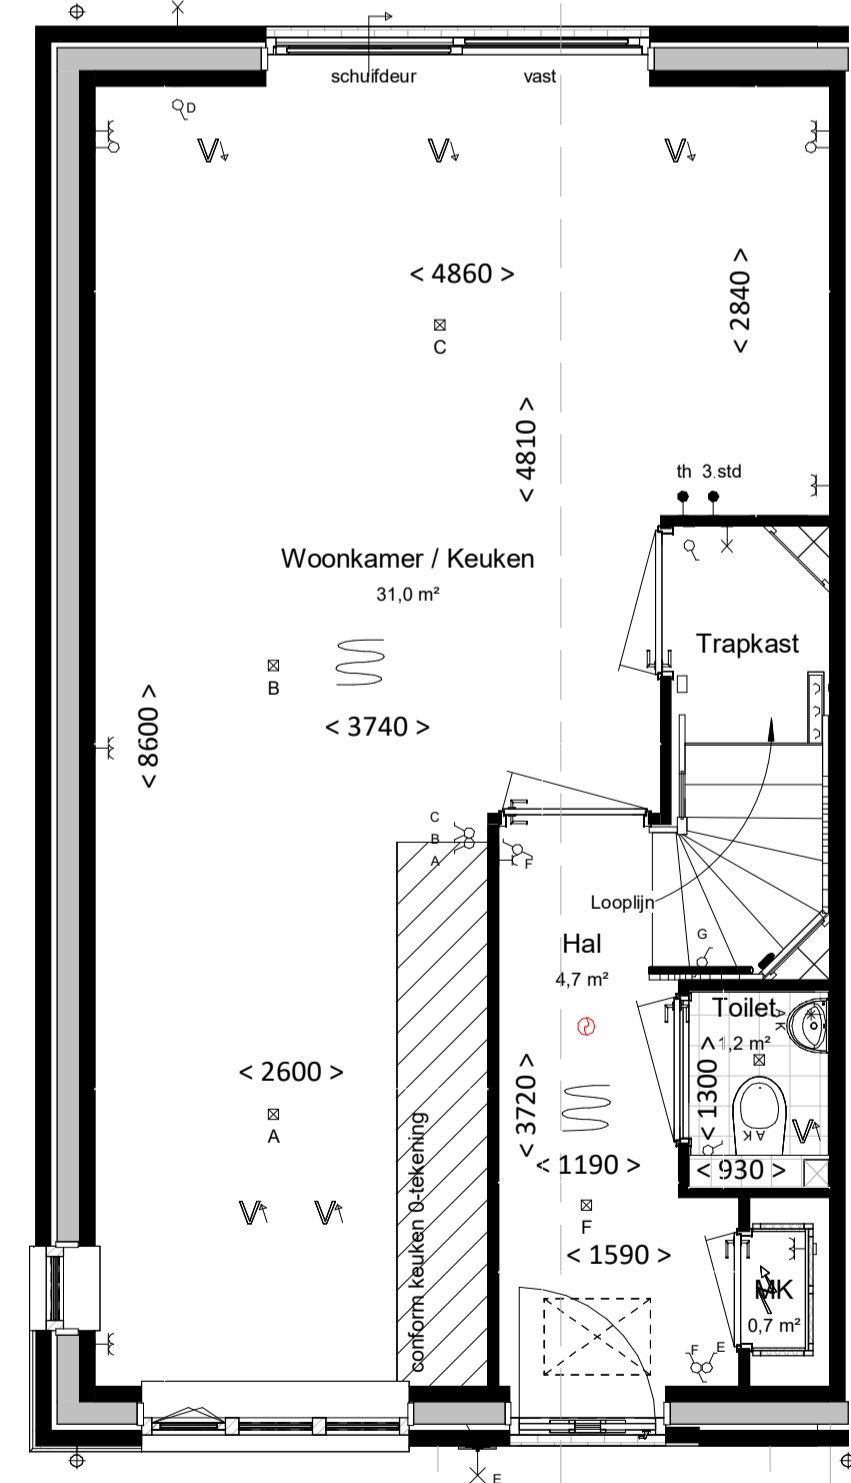 schuifdeur
vast
D
V
V
V
< 4860 >
< 2840 >
C
< 4810 >
th 3.std
Woonkamer / Keuken
31,0 m²
Trapkast
B
< 3740 >
< 8600 >
C
B
A
F
Looplijn
G
Hal
4,7 m²
Toilet
1,2 m²
AK
< 1300 >
< 2600 >
A
< 3720 >
AK
V
< 1190 >
< 930 >
conform keuken 0-tekening
V
V
F
< 1590 >
MK
0,7 m²
F
E
E